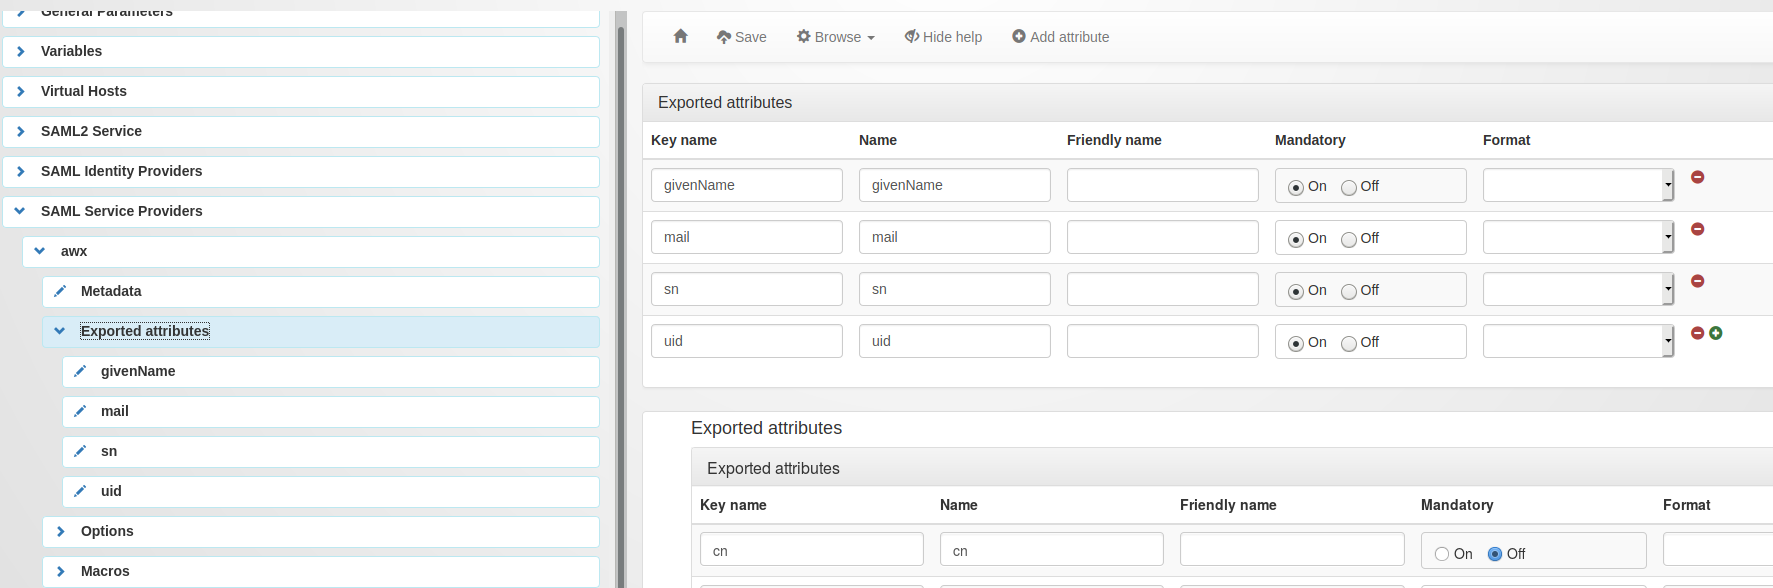 General Parameters
Variables
Virtual Hosts
SAML2 Service
SAML Identity Providers
SAML Service Providers
awx
Metadata
Exported attributes
givenName
mail
sn
uid
Options
Macros
Save Browse Hide help Add attribute
Exported attributes
Key name Name Friendly name Mandatory Format
givenName givenName On Off
mail mail On Off
sn sn On Off
uid uid On Off
Exported attributes
Exported attributes
Key name Name Friendly name Mandatory Format
cn cn On Off